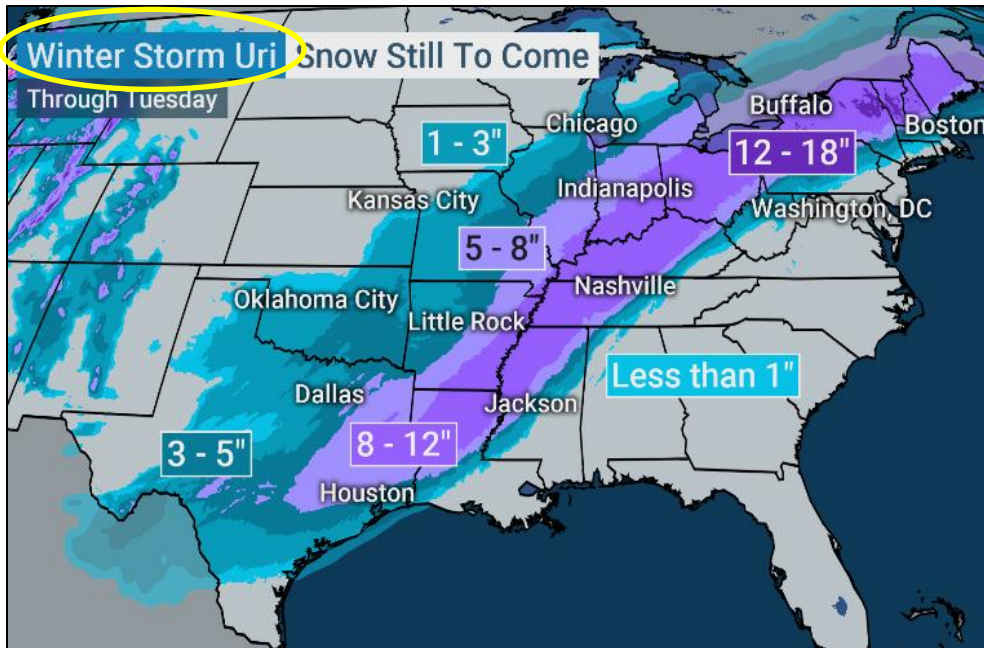 Winter Storm Uri Snow Still To Come
Through Tuesday
Buffalo
Chicago
Boston
1 - 3"
12 - 18"
Indianapolis
Kansas City
Washington, DC
5 - 8"
Nashville
Oklahoma City
Little Rock
Less than 1"
Dallas
Jackson
8 - 12"
3 - 5"
Houston